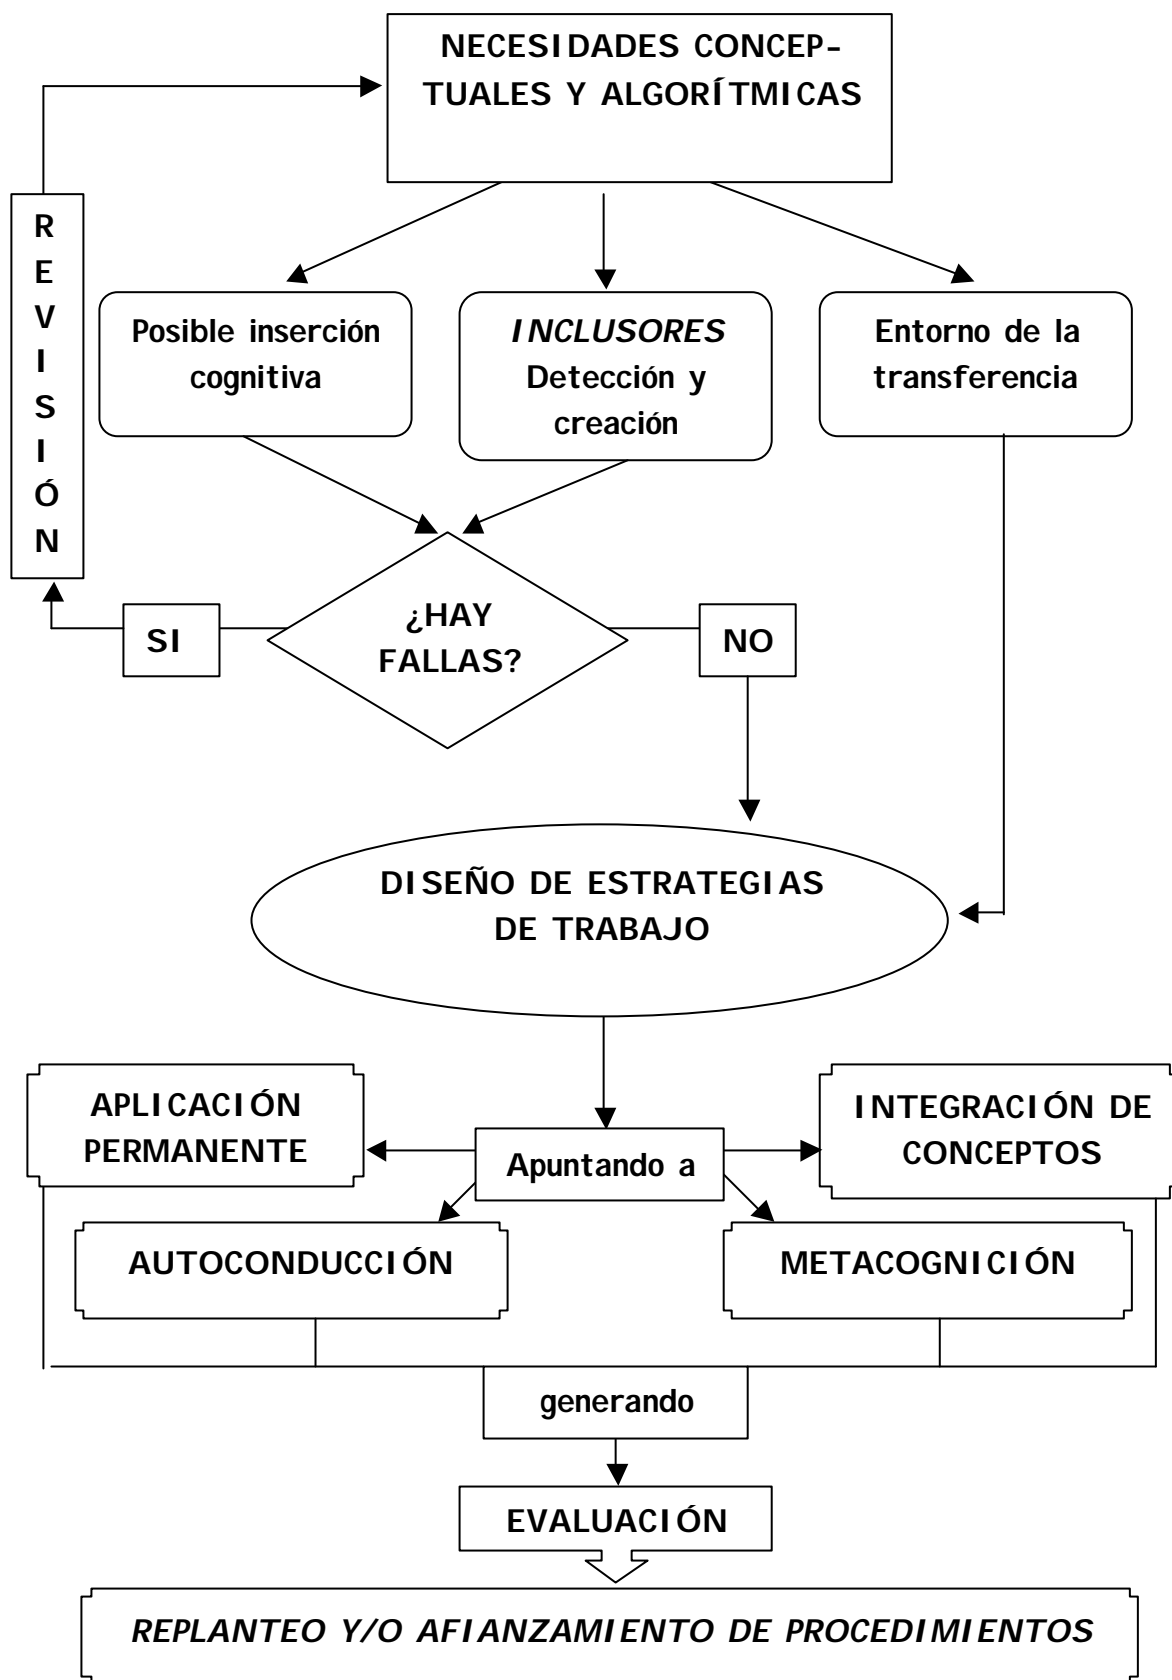 NECESIDADES CONCEP-
TUALES Y ALGORÍTMICAS
REVISIÓN
Posible inserción
cognitiva
INCLUSORES
Detección y
creación
Entorno de la
transferencia
¿HAY
FALLAS?
SI
NO
DISEÑO DE ESTRATEGIAS
DE TRABAJO
APLICACIÓN
PERMANENTE
Apuntando a
INTEGRACIÓN DE
CONCEPTOS
AUTOCONDUCCIÓN
METACOGNICIÓN
generando
EVALUACIÓN
REPLANTEO Y/O AFIANZAMIENTO DE PROCEDIMIENTOS